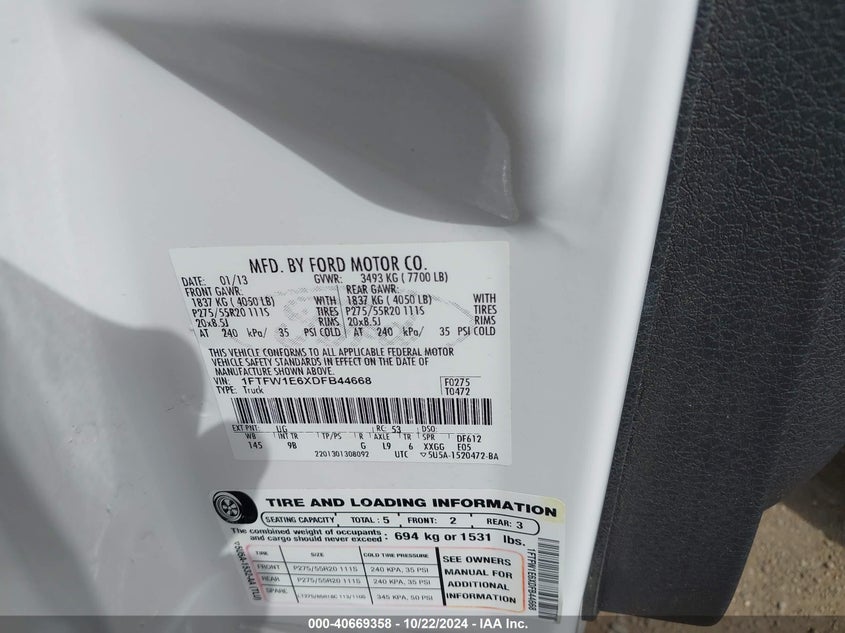 MFD. BY FORD MOTOR CO.
DATE: 01/13 GVWR: 3493 KG ( 7700 LB)
FRONT GAWR: REAR GAWR:
1837 KG ( 4050 LB) WITH 1837 KG ( 4050 LB) WITH
P275/55R20 111S TIRES P275/55R20 111S TIRES
20x8.5J RIMS 20x8.5J RIMS
AT 240 kPa/ 35 PSI COLD AT 240 kPa/ 35 PSI COLD
THIS VEHICLE CONFORMS TO ALL APPLICABLE FEDERAL MOTOR
VEHICLE SAFETY STANDARDS IN EFFECT ON THE DATE OF
MANUFACTURE SHOWN ABOVE.
VIN: 1FTFW1E6XDFB44668 F0275
TYPE: Truck T0472
EXT PNT: UG RC: 53 DSO:
WB INT TR TP/PS R AXLE TR SPR DF612
145 9B G L9 6 XXGG E05
2201301308092 UTC 5U5A-1520472-BA
TIRE AND LOADING INFORMATION
SEATING CAPACITY TOTAL : 5 FRONT: 2 REAR: 3
The combined weight of occupants
and cargo should never exceed : 694 kg or 1531 lbs.
TIRE SIZE COLD TIRE PRESSURE
FRONT P275/55R20 111S 240 KPA, 35 PSI
REAR P275/55R20 111S 240 KPA, 35 PSI
SPARE 345 KPA, 50 PSI
SEE OWNERS
MANUAL FOR
ADDITIONAL
INFORMATION
1FTFW1E6XDFB44668
000-40669358 - 10/22/2024 - IAA Inc.